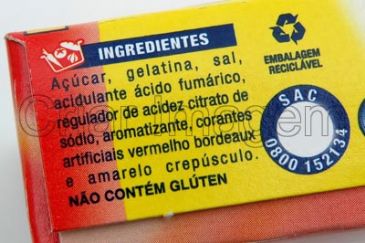 INGREDIENTES
Açúcar, gelatina, sal,
acidulante ácido fumárico,
regulador de acidez citrato de
sódio, aromatizante, corantes
artificiais vermelho bordeaux
e amarelo crepúsculo.
NÃO CONTÉM GLÚTEN
EMBALAGEM
RECICLÁVEL
SAC
0800 152134